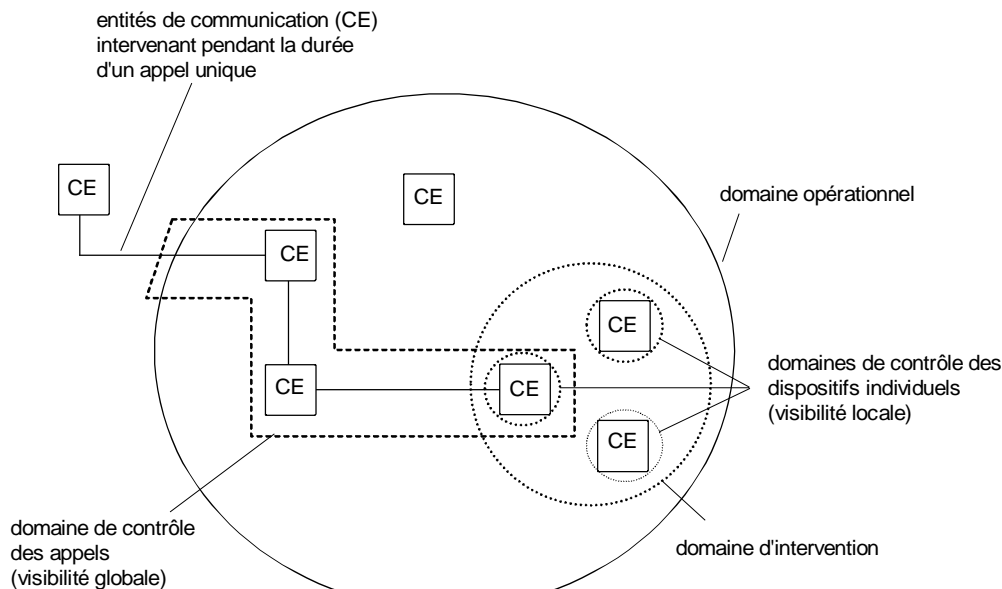 entités de communication (CE)
intervenant pendant la durée
d'un appel unique
CE
CE
domaine opérationnel
CE
CE
CE
CE
domaines de contrôle des
dispositifs individuels
(visibilité locale)
CE
domaine de contrôle
des appels
(visibilité globale)
domaine d'intervention